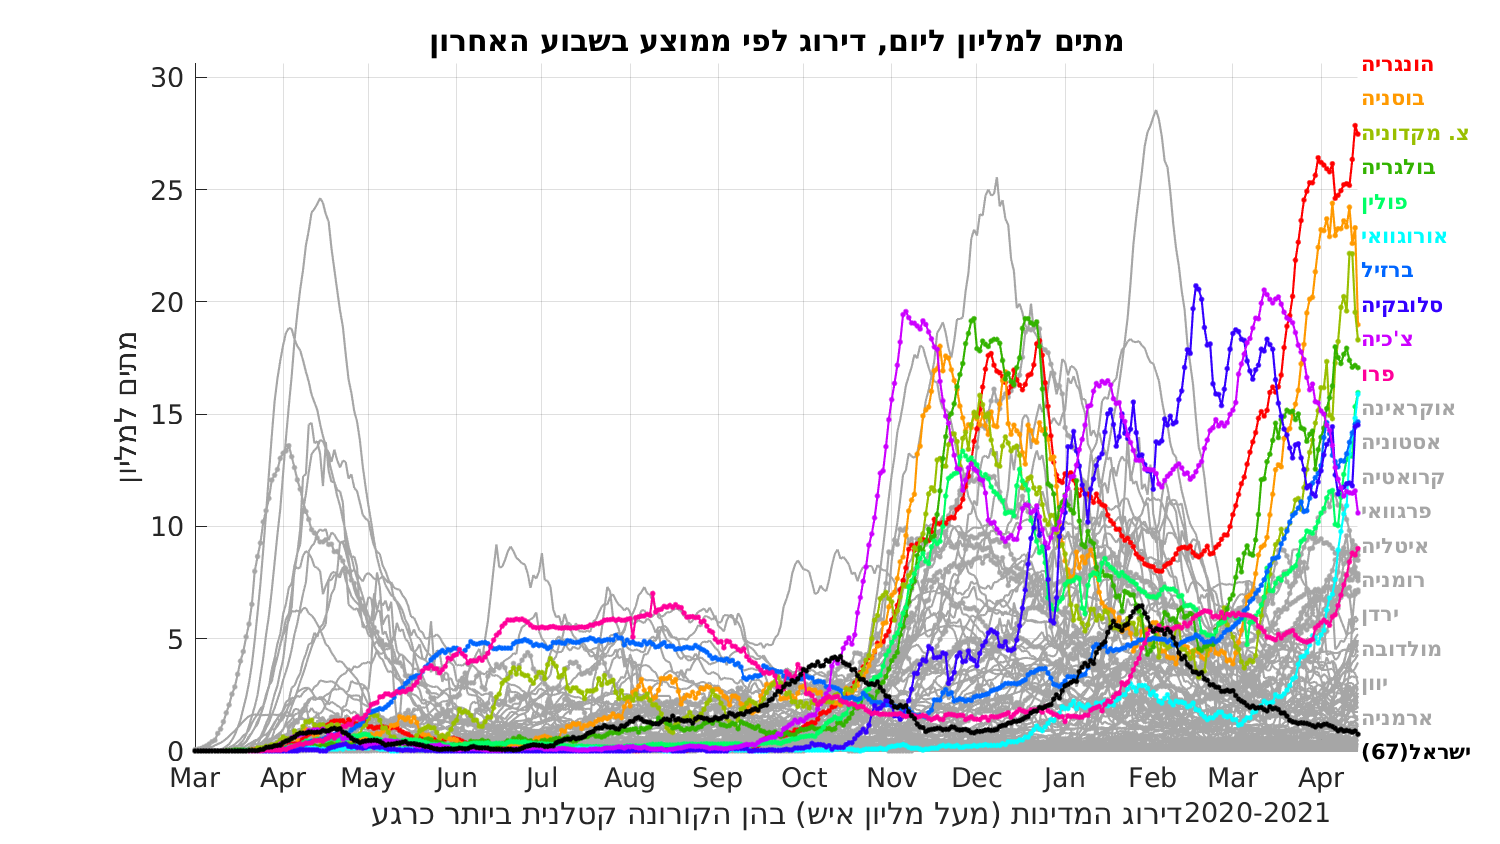 מתים למליון ליום, דירוג לפי ממוצע בשבוע האחרון
מתים למליון
30
25
20
15
10
5
0
Mar Apr May Jun Jul Aug Sep Oct Nov Dec Jan Feb Mar Apr
דירוג המדינות (מעל מליון איש) בהן הקורונה קטלנית ביותר כרגע2020-2021
הונגריה
בוסניה
צ. מקדוניה
בולגריה
פולין
אורוגוואי
ברזיל
סלובקיה
צ'כיה
פרו
אוקראינה
אסטוניה
קרואטיה
פרגוואי
איטליה
רומניה
ירדן
מולדובה
יוון
ארמניה
ישראל(67)